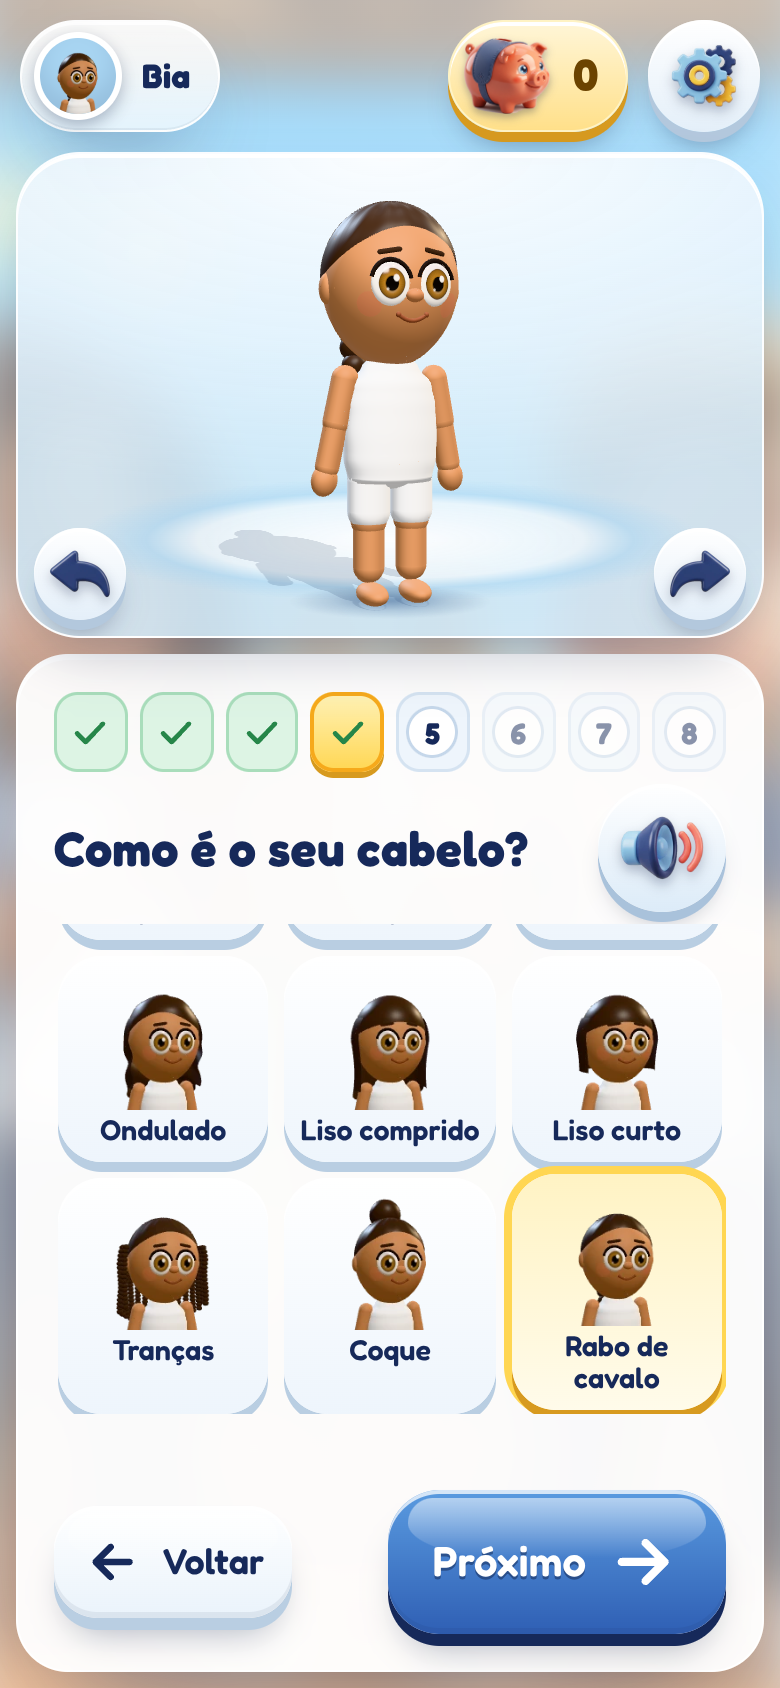 Bia
0
5
6
7
8
Como é o seu cabelo?
Ondulado
Liso comprido
Liso curto
Tranças
Coque
Rabo de
cavalo
Voltar
Próximo